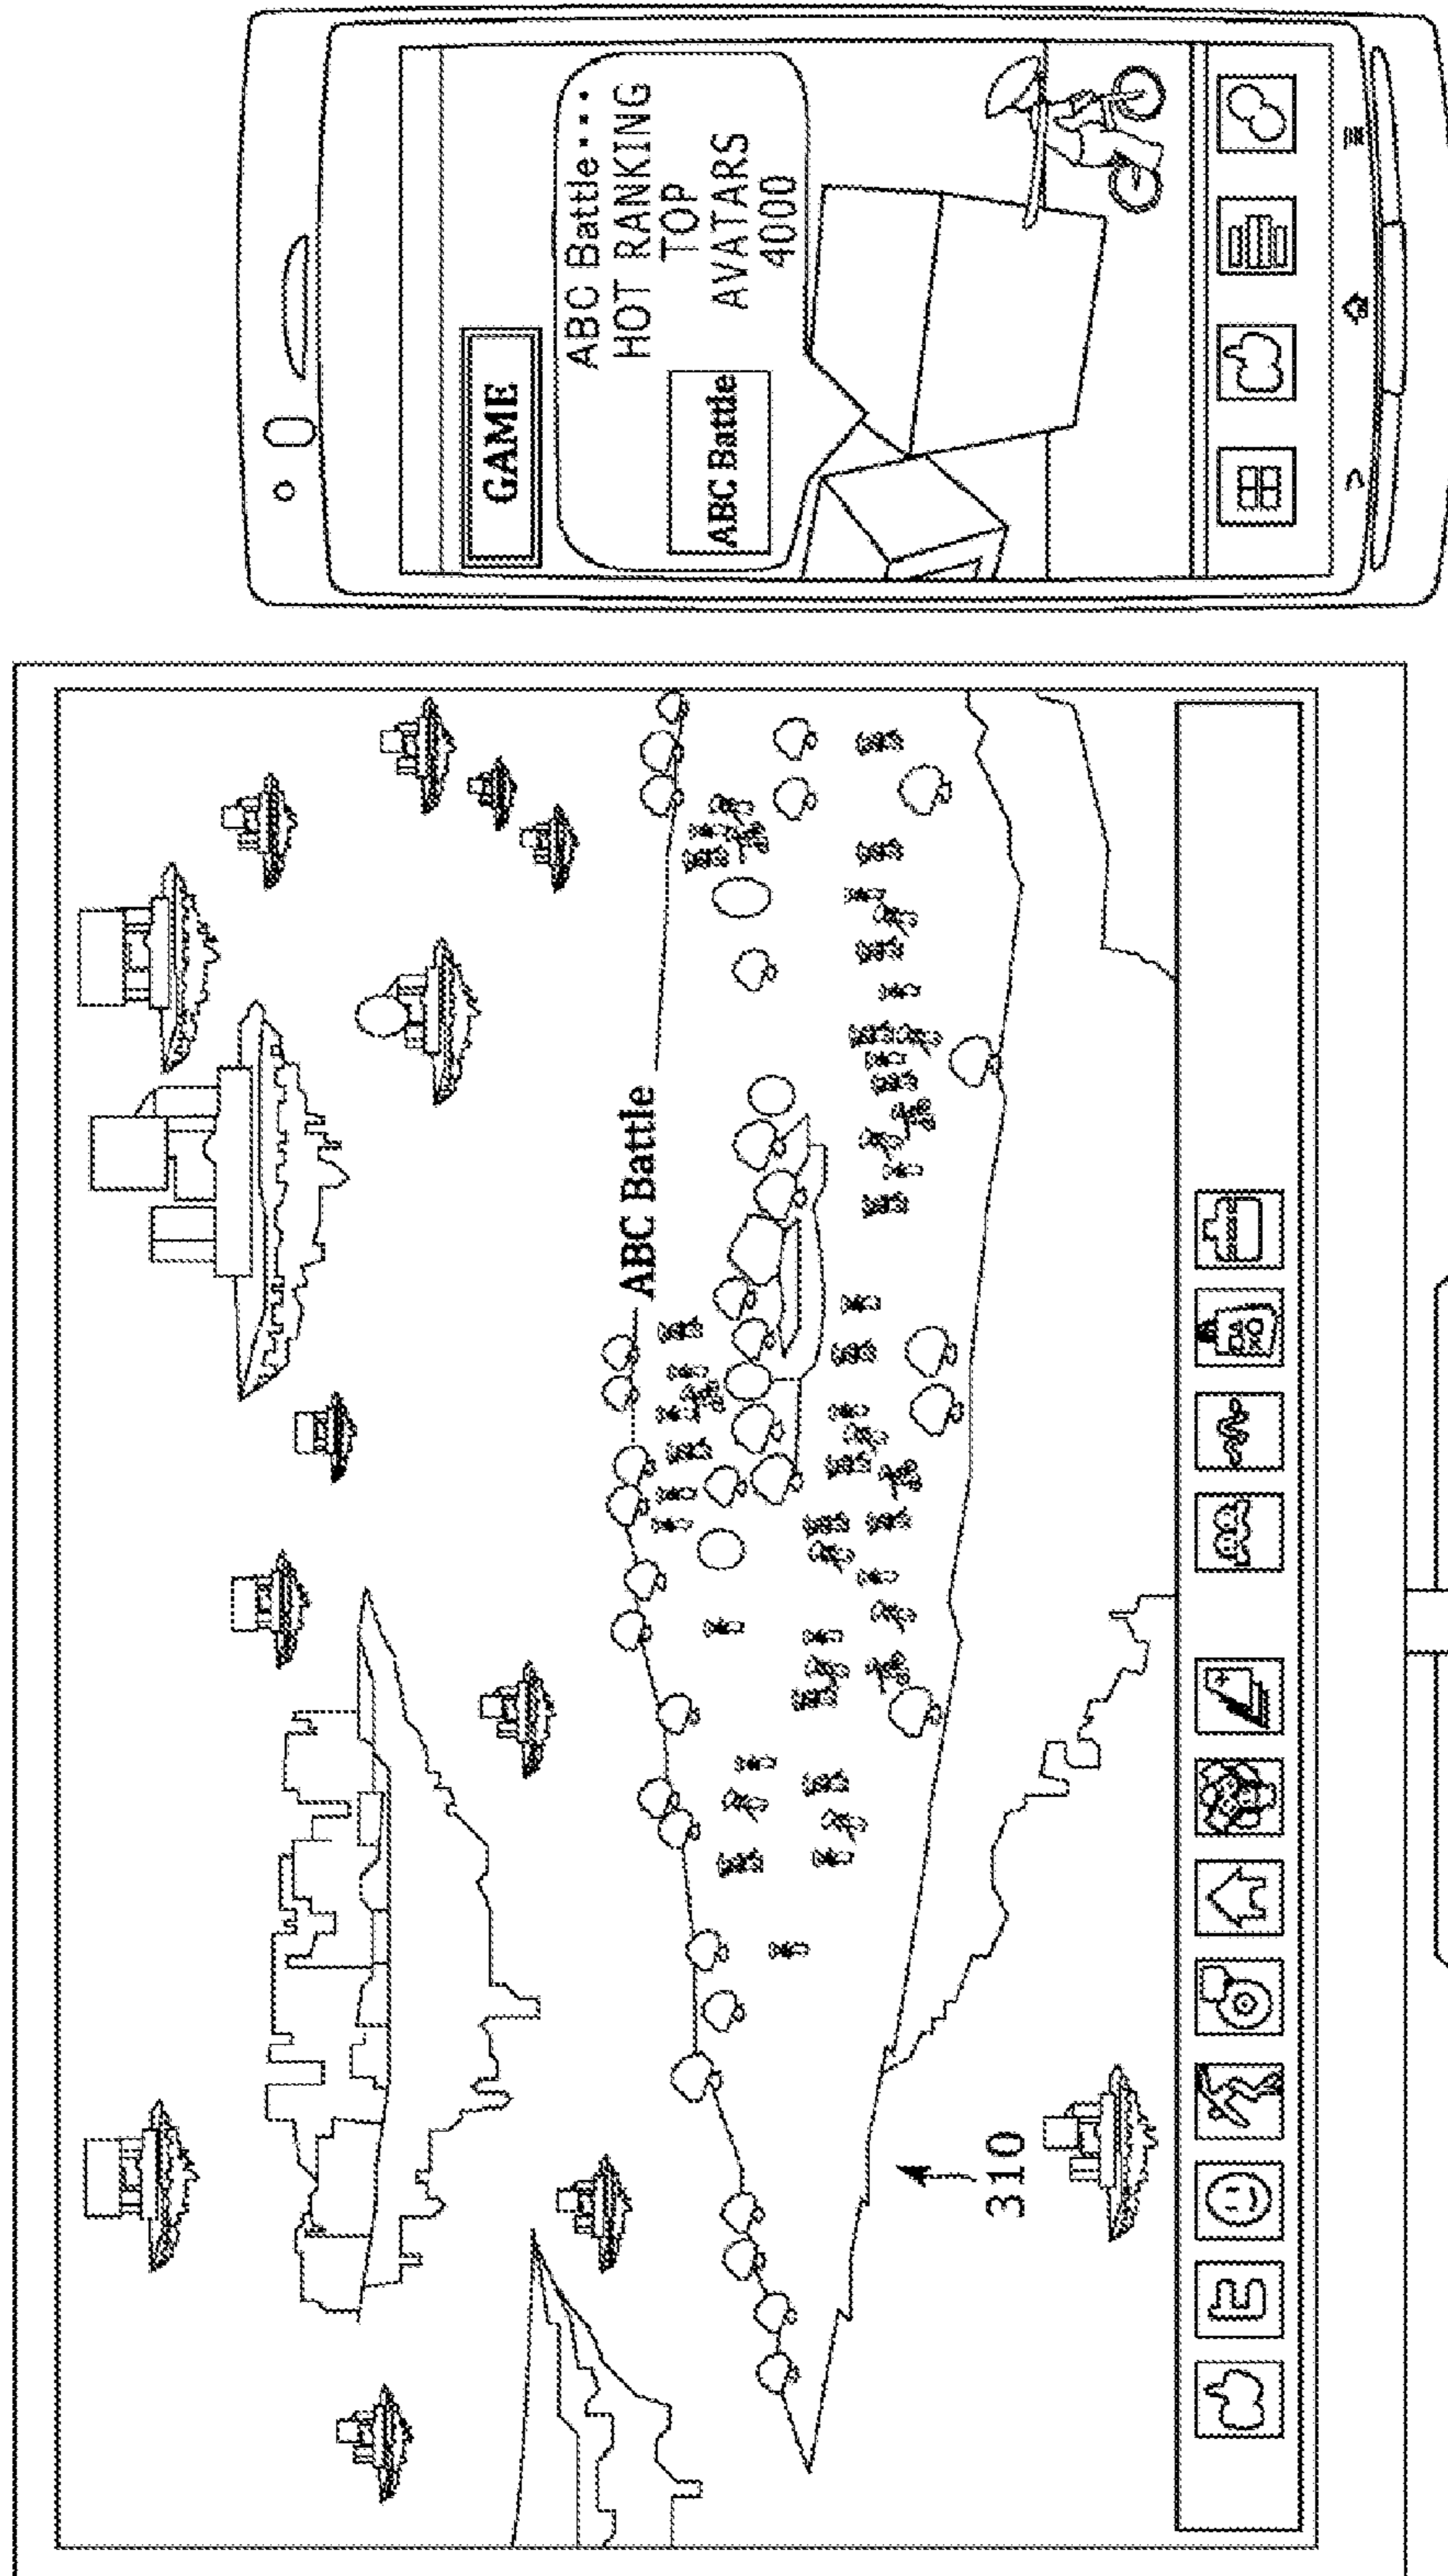 ABC Battle
310
GAME
ABC Battle•••
HOT RANKING
TOP
AVATARS
4000
ABC Battle